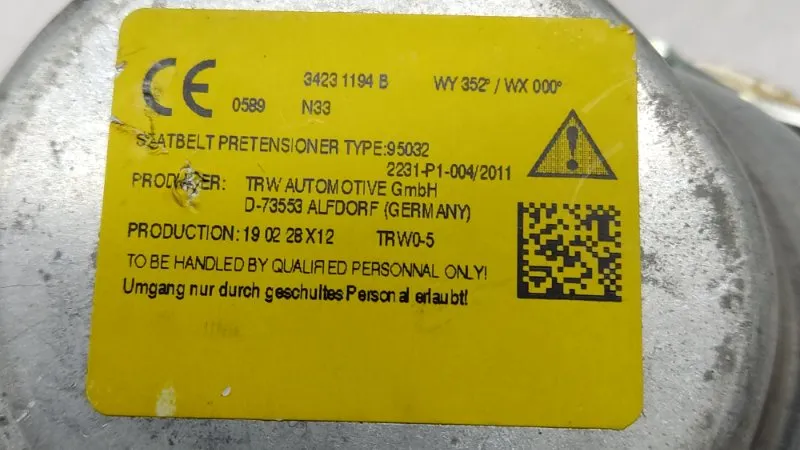 CE 0589 34231194 B WY 352° / WX 000°
N33
SEATBELT PRETENSIONER TYPE:95032
2231-P1-004/2011
PRODUCER: TRW AUTOMOTIVE GmbH
D-73553 ALFDORF (GERMANY)
PRODUCTION: 19 02 28 X12 TRW0-5
TO BE HANDLED BY QUALIFIED PERSONNAL ONLY!
Umgang nur durch geschultes Personal erlaubt!